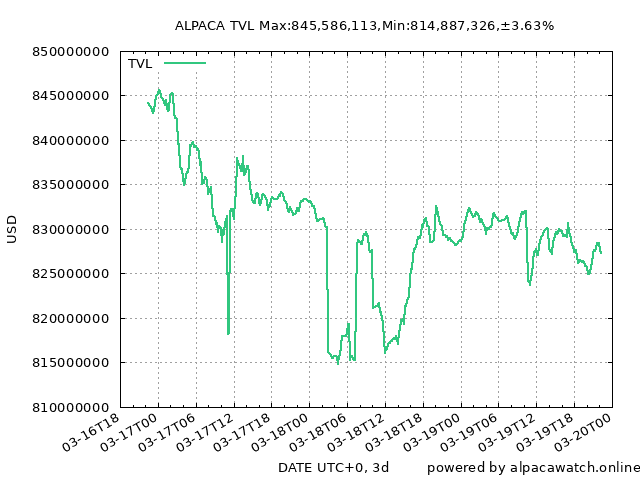 ALPACA TVL Max:845,586,113,Min:814,887,326,±3.63%
TVL
850000000
845000000
840000000
835000000
830000000
825000000
820000000
815000000
810000000
USD
03-16T18
03-17T00
03-17T06
03-17T12
03-17T18
03-18T00
03-18T06
03-18T12
03-18T18
03-19T00
03-19T06
03-19T12
03-19T18
03-20T00
DATE UTC+0, 3d
powered by alpacawatch.online